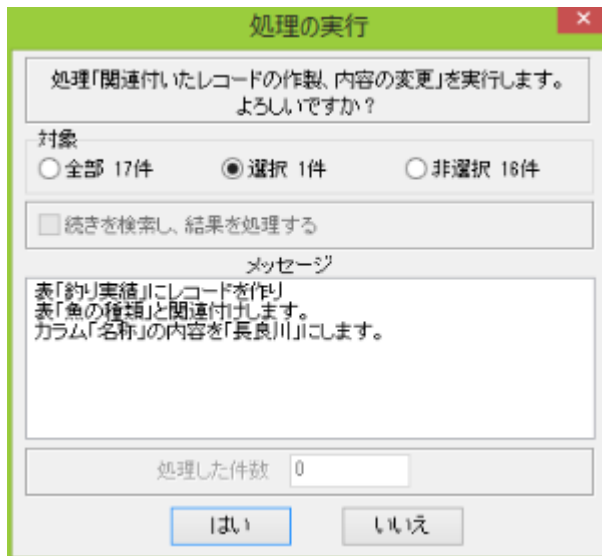 処理の実行
処理「関連付いたレコードの作製、内容の変更」を実行します。
よろしいですか？
対象
全部 17件 選択 1件 非選択 16件
続きを検索し、結果を処理する
メッセージ
表「釣り実績」にレコードを作り
表「魚の種類」と関連付けします。
カラム「名称」の内容を「長良川」にします。
処理した件数 0
はい いいえ